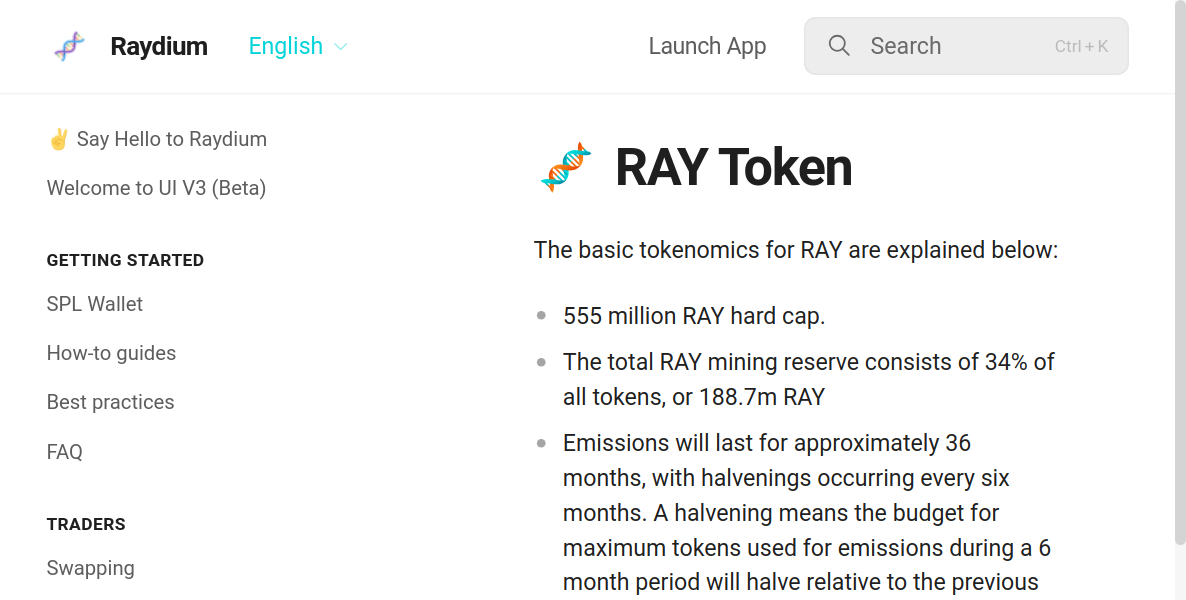 Raydium
English
Launch App
Search
Ctrl + K
✌️ Say Hello to Raydium
Welcome to UI V3 (Beta)
GETTING STARTED
SPL Wallet
How-to guides
Best practices
FAQ
TRADERS
Swapping
RAY Token
The basic tokenomics for RAY are explained below:
555 million RAY hard cap.
The total RAY mining reserve consists of 34% of
all tokens, or 188.7m RAY
Emissions will last for approximately 36
months, with halvenings occurring every six
months. A halvening means the budget for
maximum tokens used for emissions during a 6
month period will halve relative to the previous